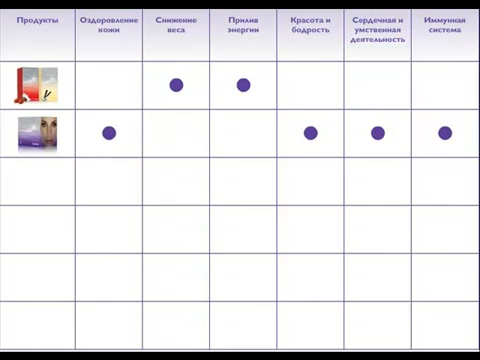 Продукты
Оздоровление
кожи
Снижение
веса
Прилив
энергии
Красота и
бодрость
Сердечная и
умственная
деятельность
Иммунная
система